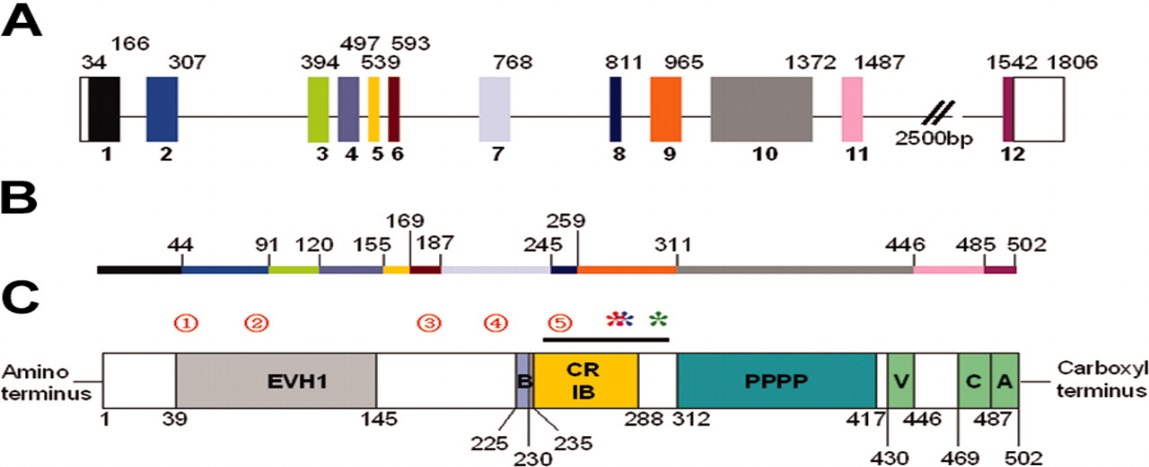 A
166 497 593
34 307 394 539 768 811 965 1372 1487 1542 1806
2500bp
1 2 3 4 5 6 7 8 9 10 11 12
B
169 259
44 91 120 155 187 245 311 446 485 502
C
① ② ③ ④ ⑤ * * *
Amino
terminus
EVH1
B
CR
IB
PPPP
V
C
A
Carboxyl
terminus
1 39 145 288 312 417 446 487
225 235
230 430 469 502